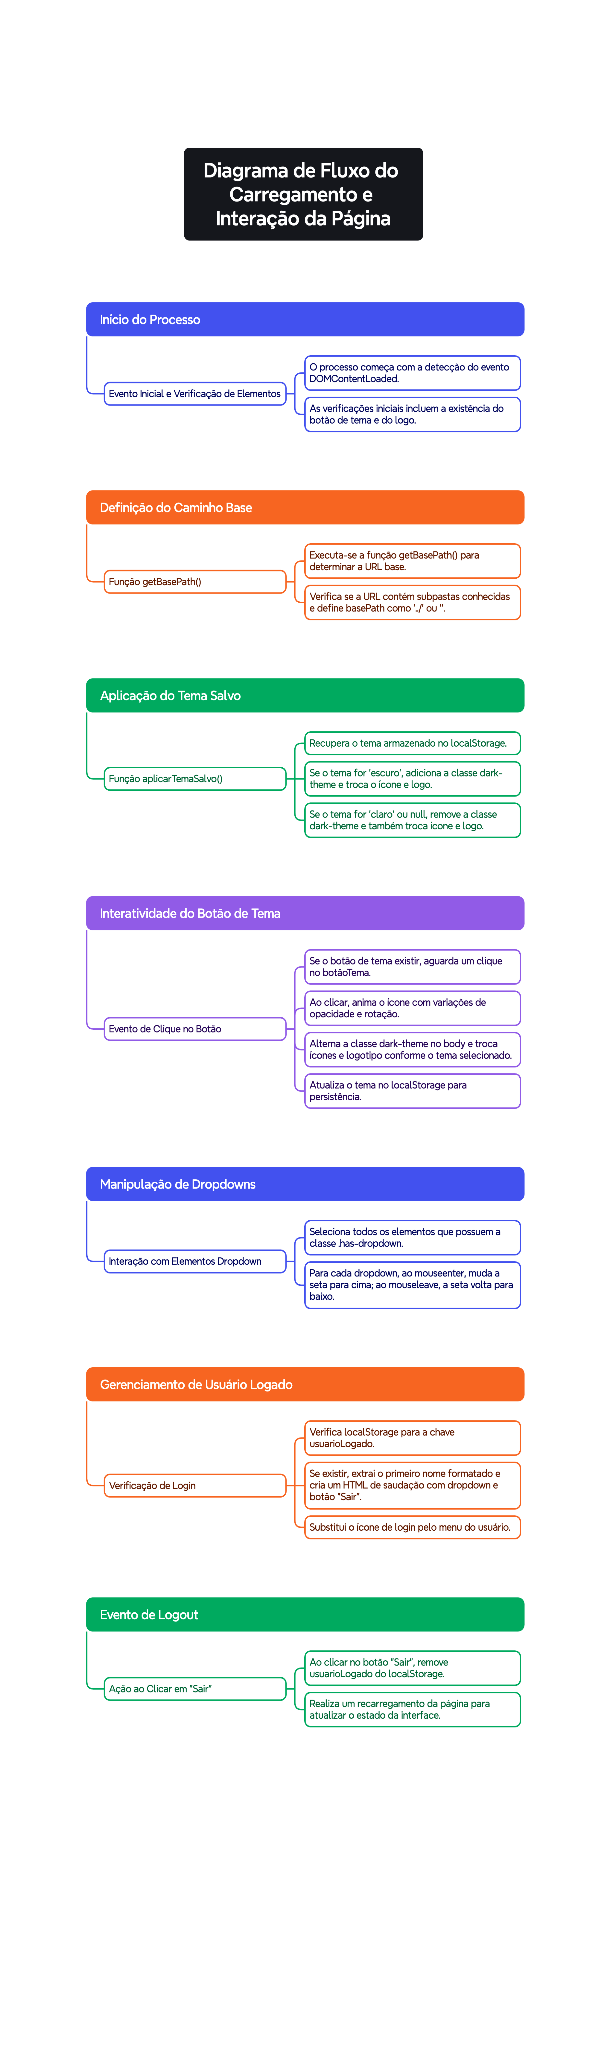 Diagrama de Fluxo do
Carregamento e
Interação da Página
Início do Processo
Evento Inicial e Verificação de Elementos
O processo começa com a detecção do evento
DOMContentLoaded.
As verificações iniciais incluem a existência do
botão de tema e do logo.
Definição do Caminho Base
Função getBasePath()
Executa-se a função getBasePath() para
determinar a URL base.
Verifica se a URL contém subpastas conhecidas
e define basePath como '../' ou ''.
Aplicação do Tema Salvo
Função aplicarTemaSalvo()
Recupera o tema armazenado no localStorage.
Se o tema for 'escuro', adiciona a classe dark-
theme e troca o ícone e logo.
Se o tema for 'claro' ou null, remove a classe
dark-theme e também troca ícone e logo.
Interatividade do Botão de Tema
Evento de Clique no Botão
Se o botão de tema existir, aguarda um clique
no botãoTema.
Ao clicar, anima o ícone com variações de
opacidade e rotação.
Alterna a classe dark-theme no body e troca
ícones e logotipo conforme o tema selecionado.
Atualiza o tema no localStorage para
persistência.
Manipulação de Dropdowns
Interação com Elementos Dropdown
Seleciona todos os elementos que possuem a
classe .has-dropdown.
Para cada dropdown, ao mouseenter, muda a
seta para cima; ao mouseleave, a seta volta para
baixo.
Gerenciamento de Usuário Logado
Verificação de Login
Verifica localStorage para a chave
usuarioLogado.
Se existir, extrai o primeiro nome formatado e
cria um HTML de saudação com dropdown e
botão "Sair".
Substitui o ícone de login pelo menu do usuário.
Evento de Logout
Ação ao Clicar em "Sair"
Ao clicar no botão "Sair", remove
usuarioLogado do localStorage.
Realiza um recarregamento da página para
atualizar o estado da interface.